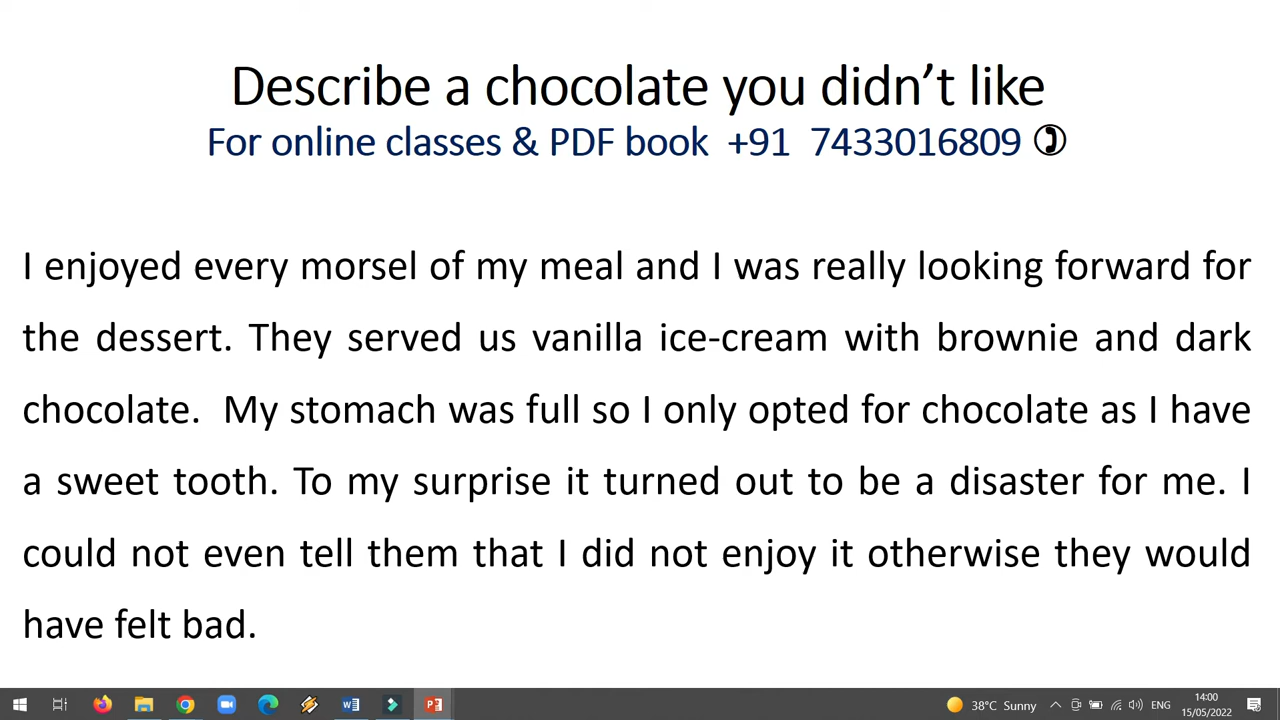 Describe a chocolate you didn’t like
For online classes & PDF book +91 7433016809
I enjoyed every morsel of my meal and I was really looking forward for
the dessert. They served us vanilla ice-cream with brownie and dark
chocolate. My stomach was full so I only opted for chocolate as I have
a sweet tooth. To my surprise it turned out to be a disaster for me. I
could not even tell them that I did not enjoy it otherwise they would
have felt bad.
38°C Sunny
ENG
14:00
15/05/2022